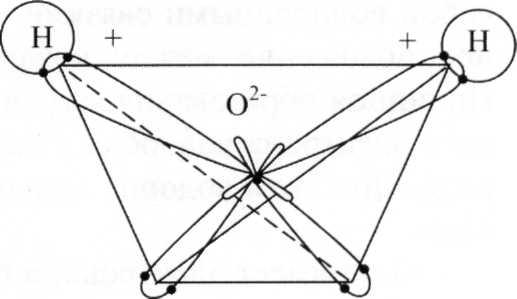 H + + H
O²⁻